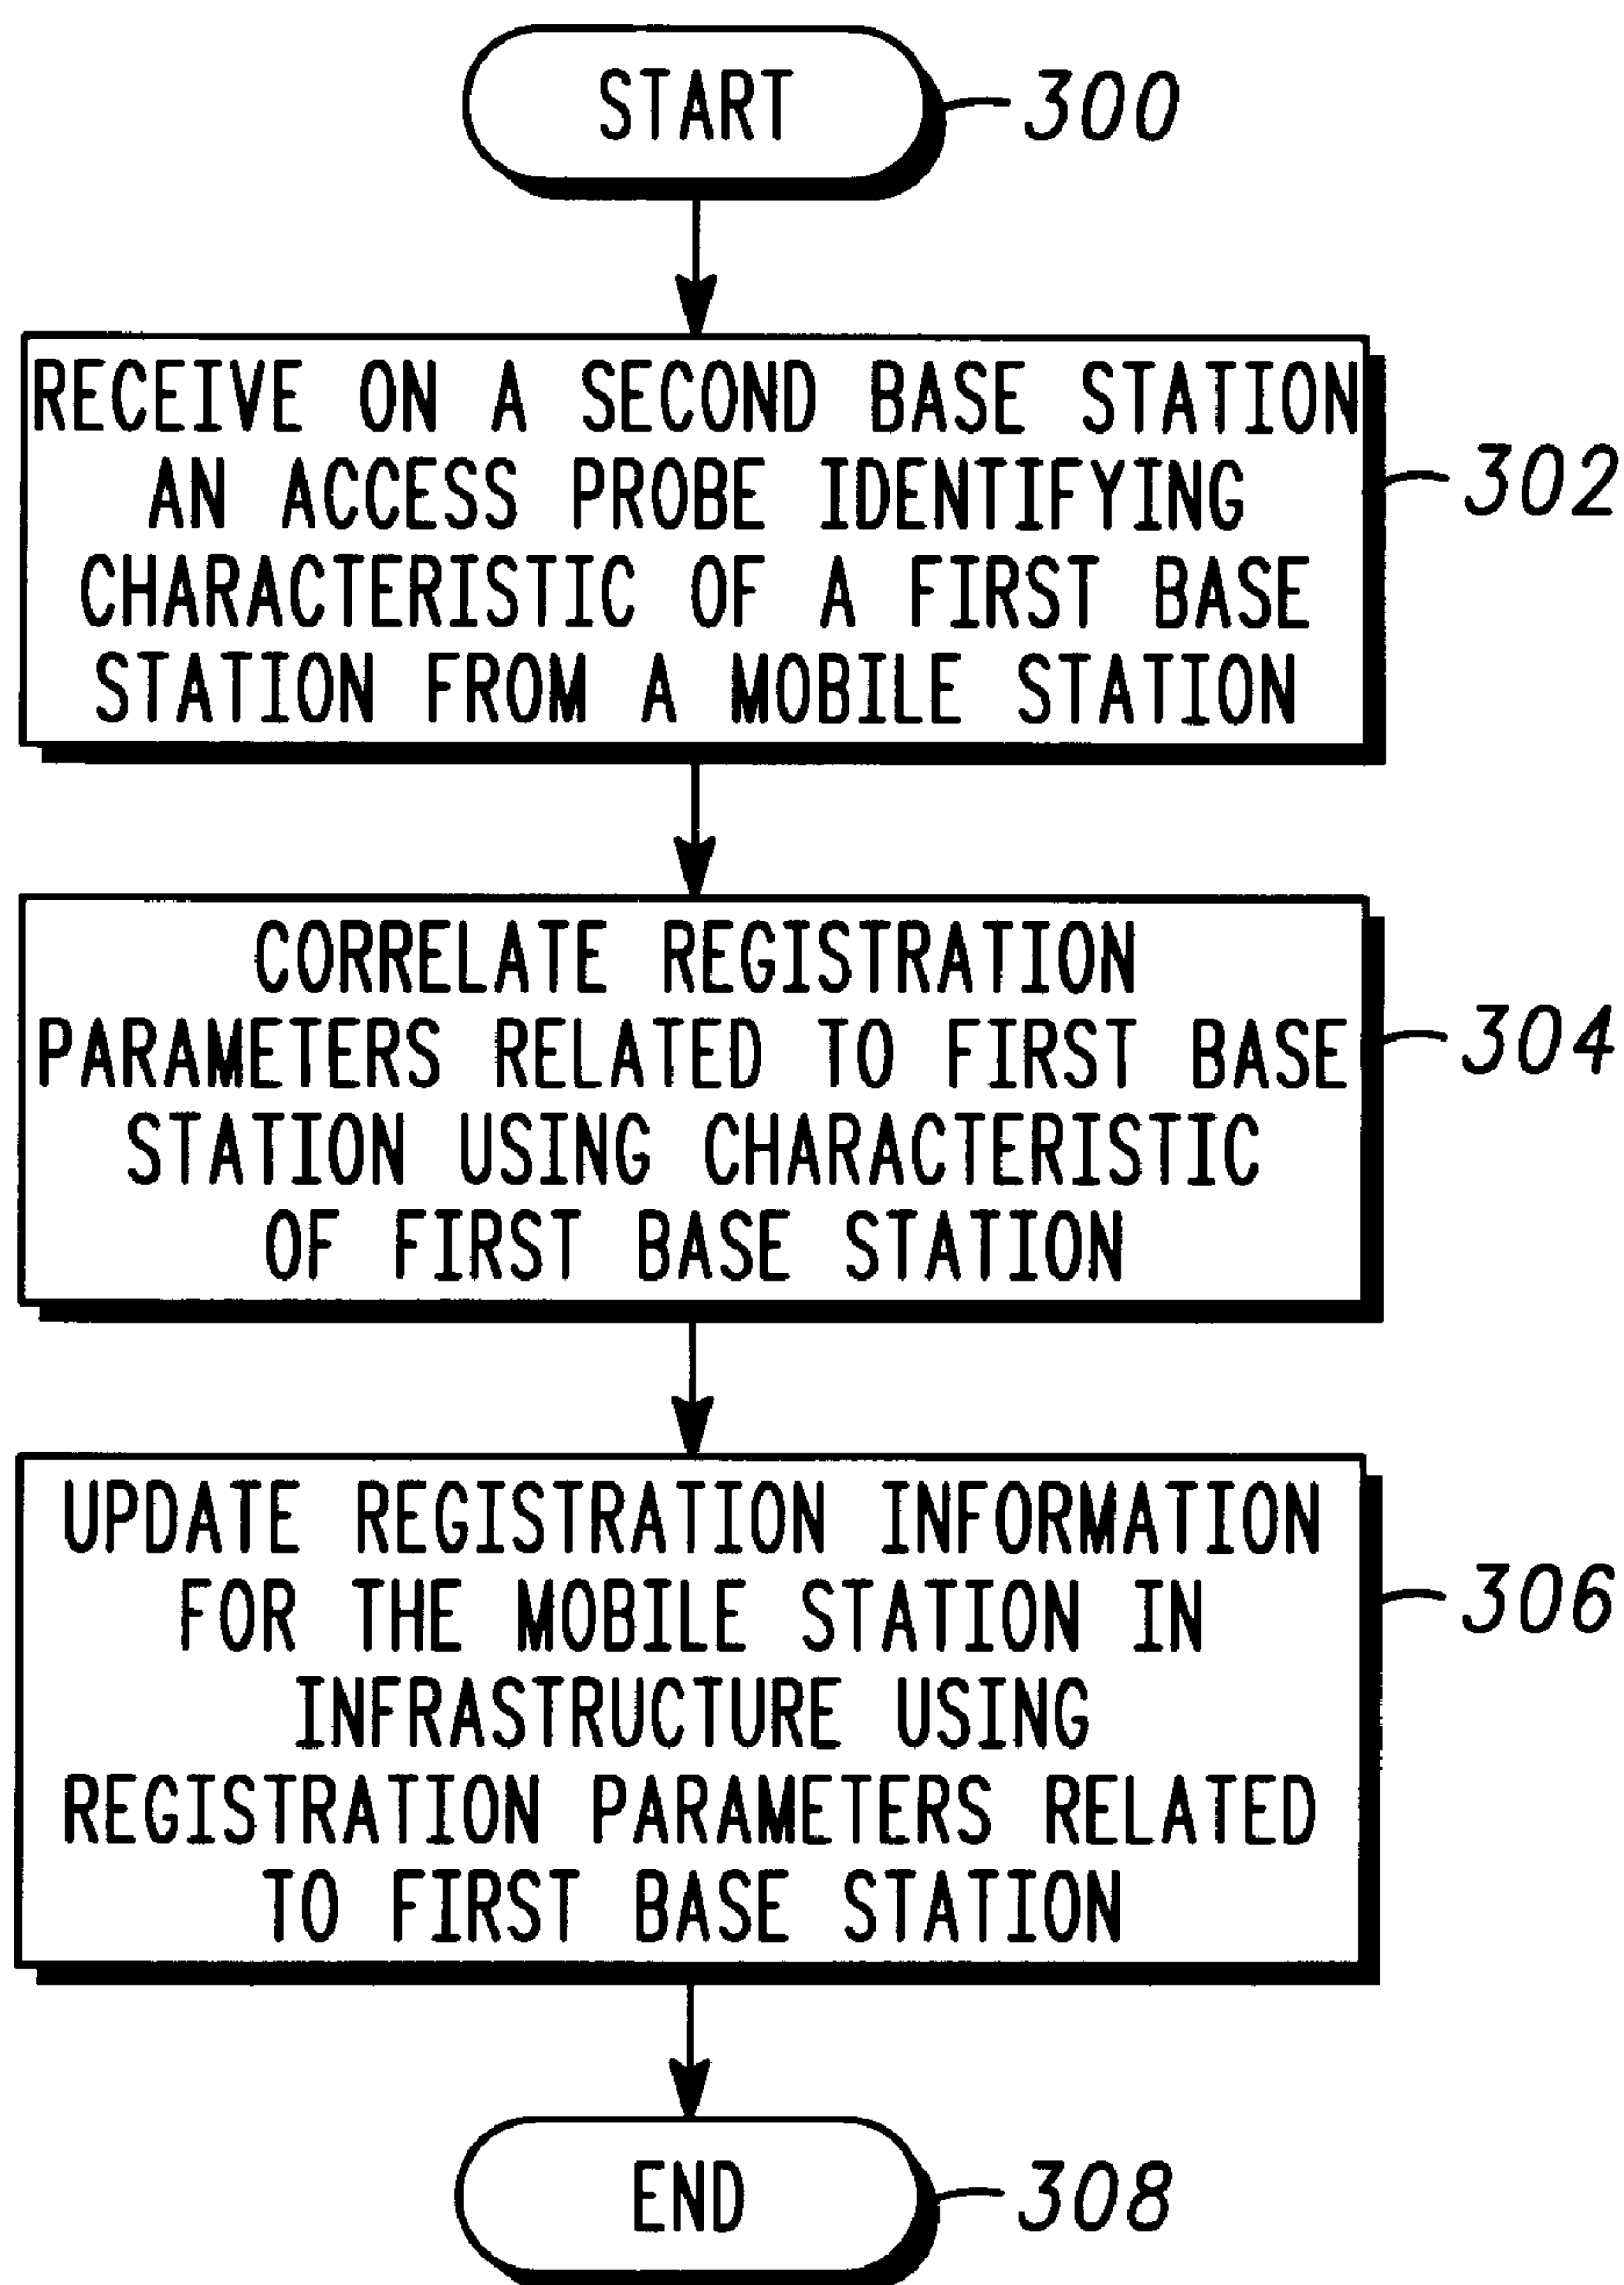 START
300
RECEIVE ON A SECOND BASE STATION
AN ACCESS PROBE IDENTIFYING
302
CHARACTERISTIC OF A FIRST BASE
STATION FROM A MOBILE STATION
CORRELATE REGISTRATION
PARAMETERS RELATED TO FIRST BASE
304
STATION USING CHARACTERISTIC
OF FIRST BASE STATION
UPDATE REGISTRATION INFORMATION
FOR THE MOBILE STATION IN
306
INFRASTRUCTURE USING
REGISTRATION PARAMETERS RELATED
TO FIRST BASE STATION
END
308